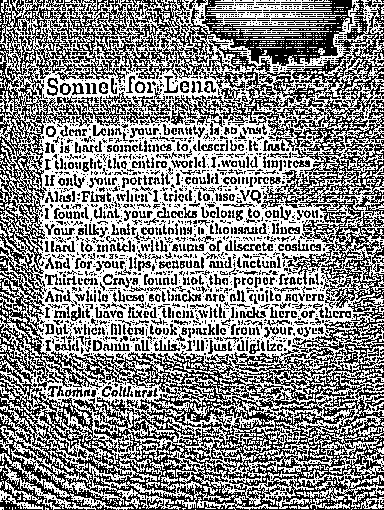 Sonnet for Lena
O dear Lena, your beauty is so vast
It is hard sometimes to describe it fast.
I thought the entire world I would impress
If only your portrait I could compress.
Alas! First when I tried to use VQ
I found that your cheeks belong to only you.
Your silky hair contains a thousand lines
Hard to match with sums of discrete cosines.
And for your lips, sensual and tactual
Thirteen Crays found not the proper fractal.
And while these setbacks are all quite severe
I might have fixed them with hacks here or there
But when filters took sparkle from your eyes
I said, 'Damn all this. I'll just digitize.'
Thomas Colthurst